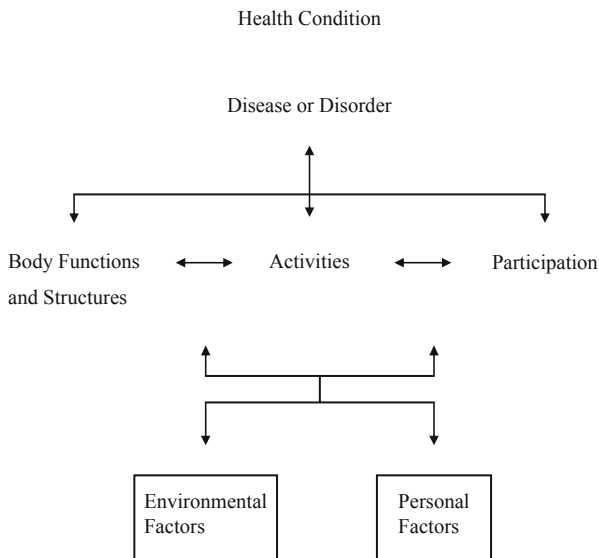 Health Condition
Disease or Disorder
Body Functions
and Structures
Activities
Participation
Environmental
Factors
Personal
Factors